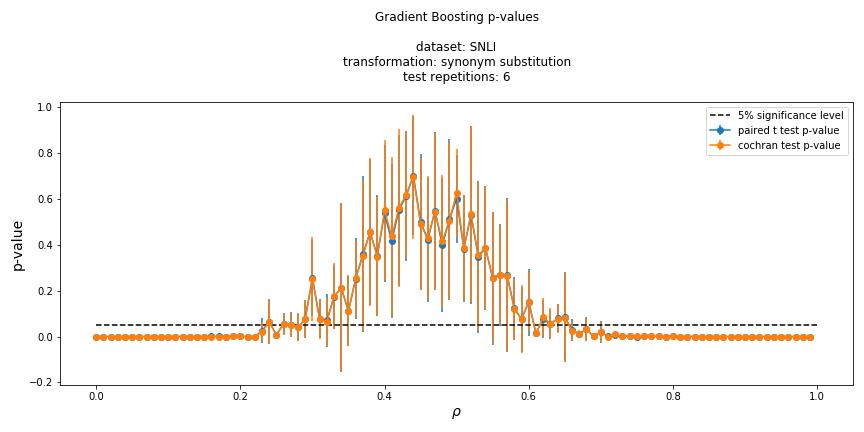 Gradient Boosting p-values
dataset: SNLI
transformation: synonym substitution
test repetitions: 6
1.0
0.8
0.6
0.4
0.2
0.0
−0.2
p-value
5% significance level
paired t test p-value
cochran test p-value
0.0 0.2 0.4 0.6 0.8 1.0
ρ